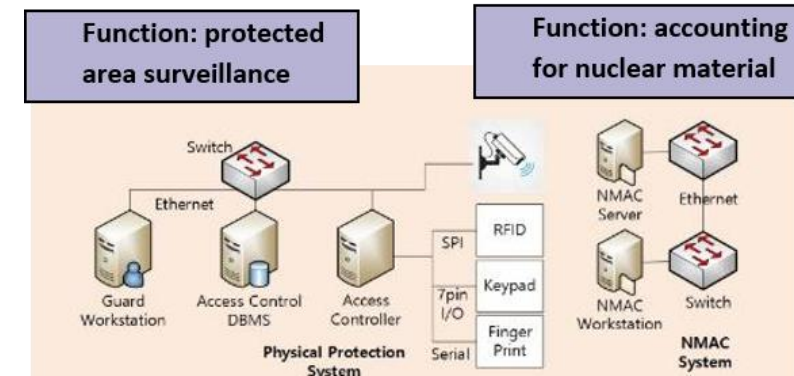 Function: protected
area surveillance
Function: accounting
for nuclear material
Switch
Ethernet
Guard
Workstation
Access Control
DBMS
Access
Controller
SPI
7pin
I/O
Serial
RFID
Keypad
Finger
Print
Physical Protection
System
NMAC
Server
Ethernet
NMAC
Workstation
Switch
NMAC
System